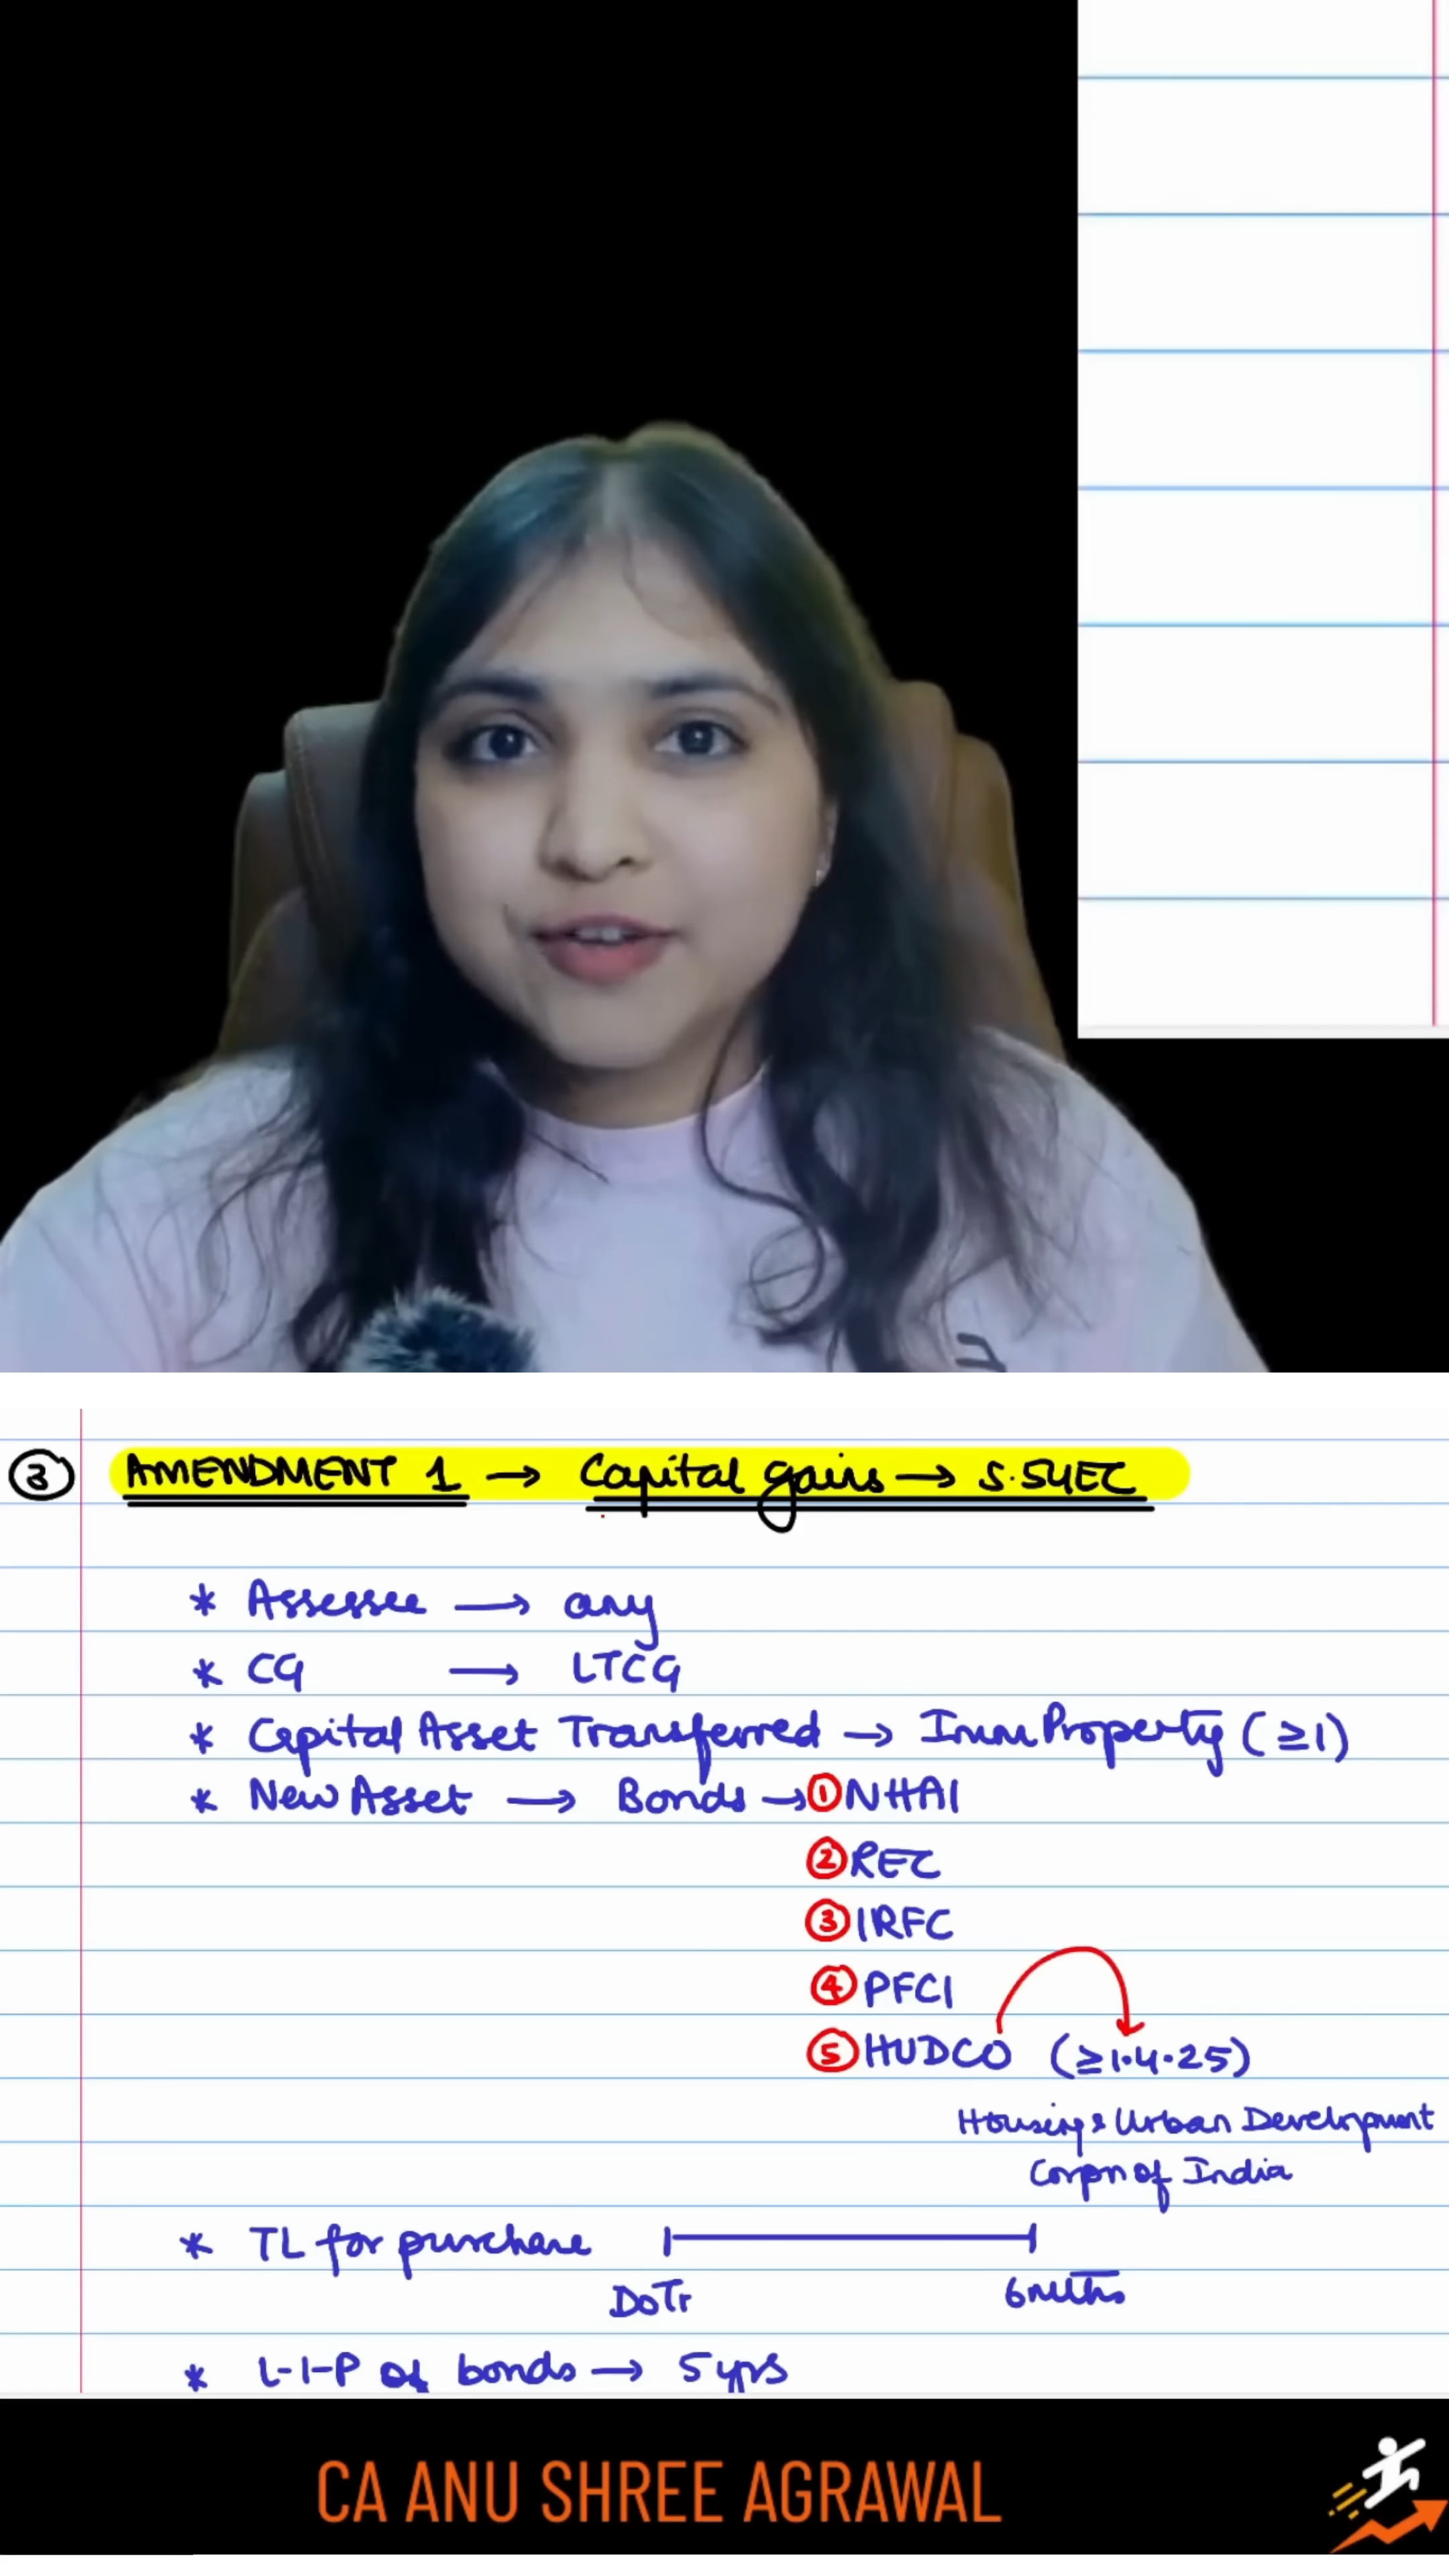 ③ AMENDMENT 1 → Capital gains → S.54EC
* Assessee → any
* CG → LTCG
* Capital Asset Transferred → Imm Property (≥1)
* New Asset → Bonds → ① NHAI
② REC
③ IRFC
④ PFCI
⑤ HUDCO (≥1.4.25)
Housing & Urban Development
Corpn of India
* TL for purchase
DoTr 6mths
* L-I-P of bonds → 5 yrs
CA ANU SHREE AGRAWAL